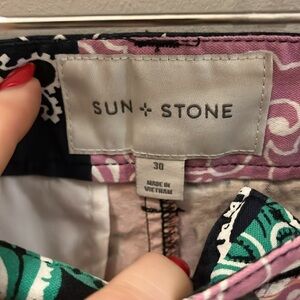 SUN + STONE
30
MADE IN
VIETNAM